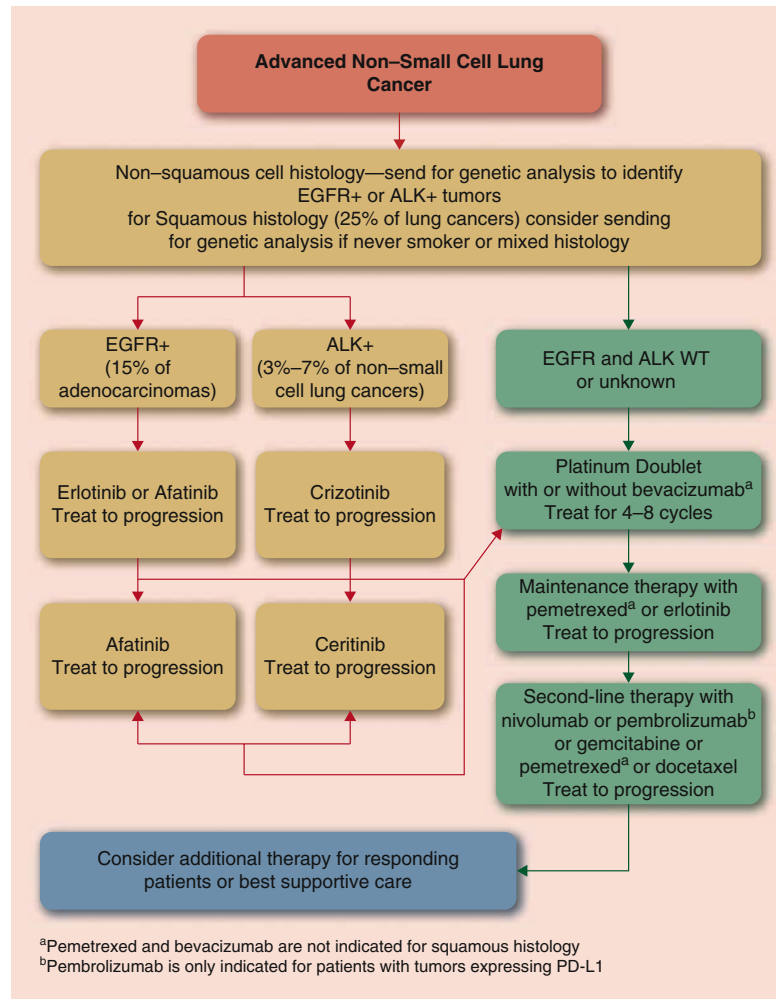 Advanced Non–Small Cell Lung
Cancer
Non–squamous cell histology—send for genetic analysis to identify
EGFR+ or ALK+ tumors
for Squamous histology (25% of lung cancers) consider sending
for genetic analysis if never smoker or mixed histology
EGFR+
(15% of
adenocarcinomas)
ALK+
(3%–7% of non–small
cell lung cancers)
EGFR and ALK WT
or unknown
Erlotinib or Afatinib
Treat to progression
Crizotinib
Treat to progression
Platinum Doublet
with or without bevacizumabᵃ
Treat for 4–8 cycles
Afatinib
Treat to progression
Ceritinib
Treat to progression
Maintenance therapy with
pemetrexedᵃ or erlotinib
Treat to progression
Second-line therapy with
nivolumab or pembrolizumabᵇ
or gemcitabine or
pemetrexedᵃ or docetaxel
Treat to progression
Consider additional therapy for responding
patients or best supportive care
ᵃPemetrexed and bevacizumab are not indicated for squamous histology
ᵇPembrolizumab is only indicated for patients with tumors expressing PD-L1